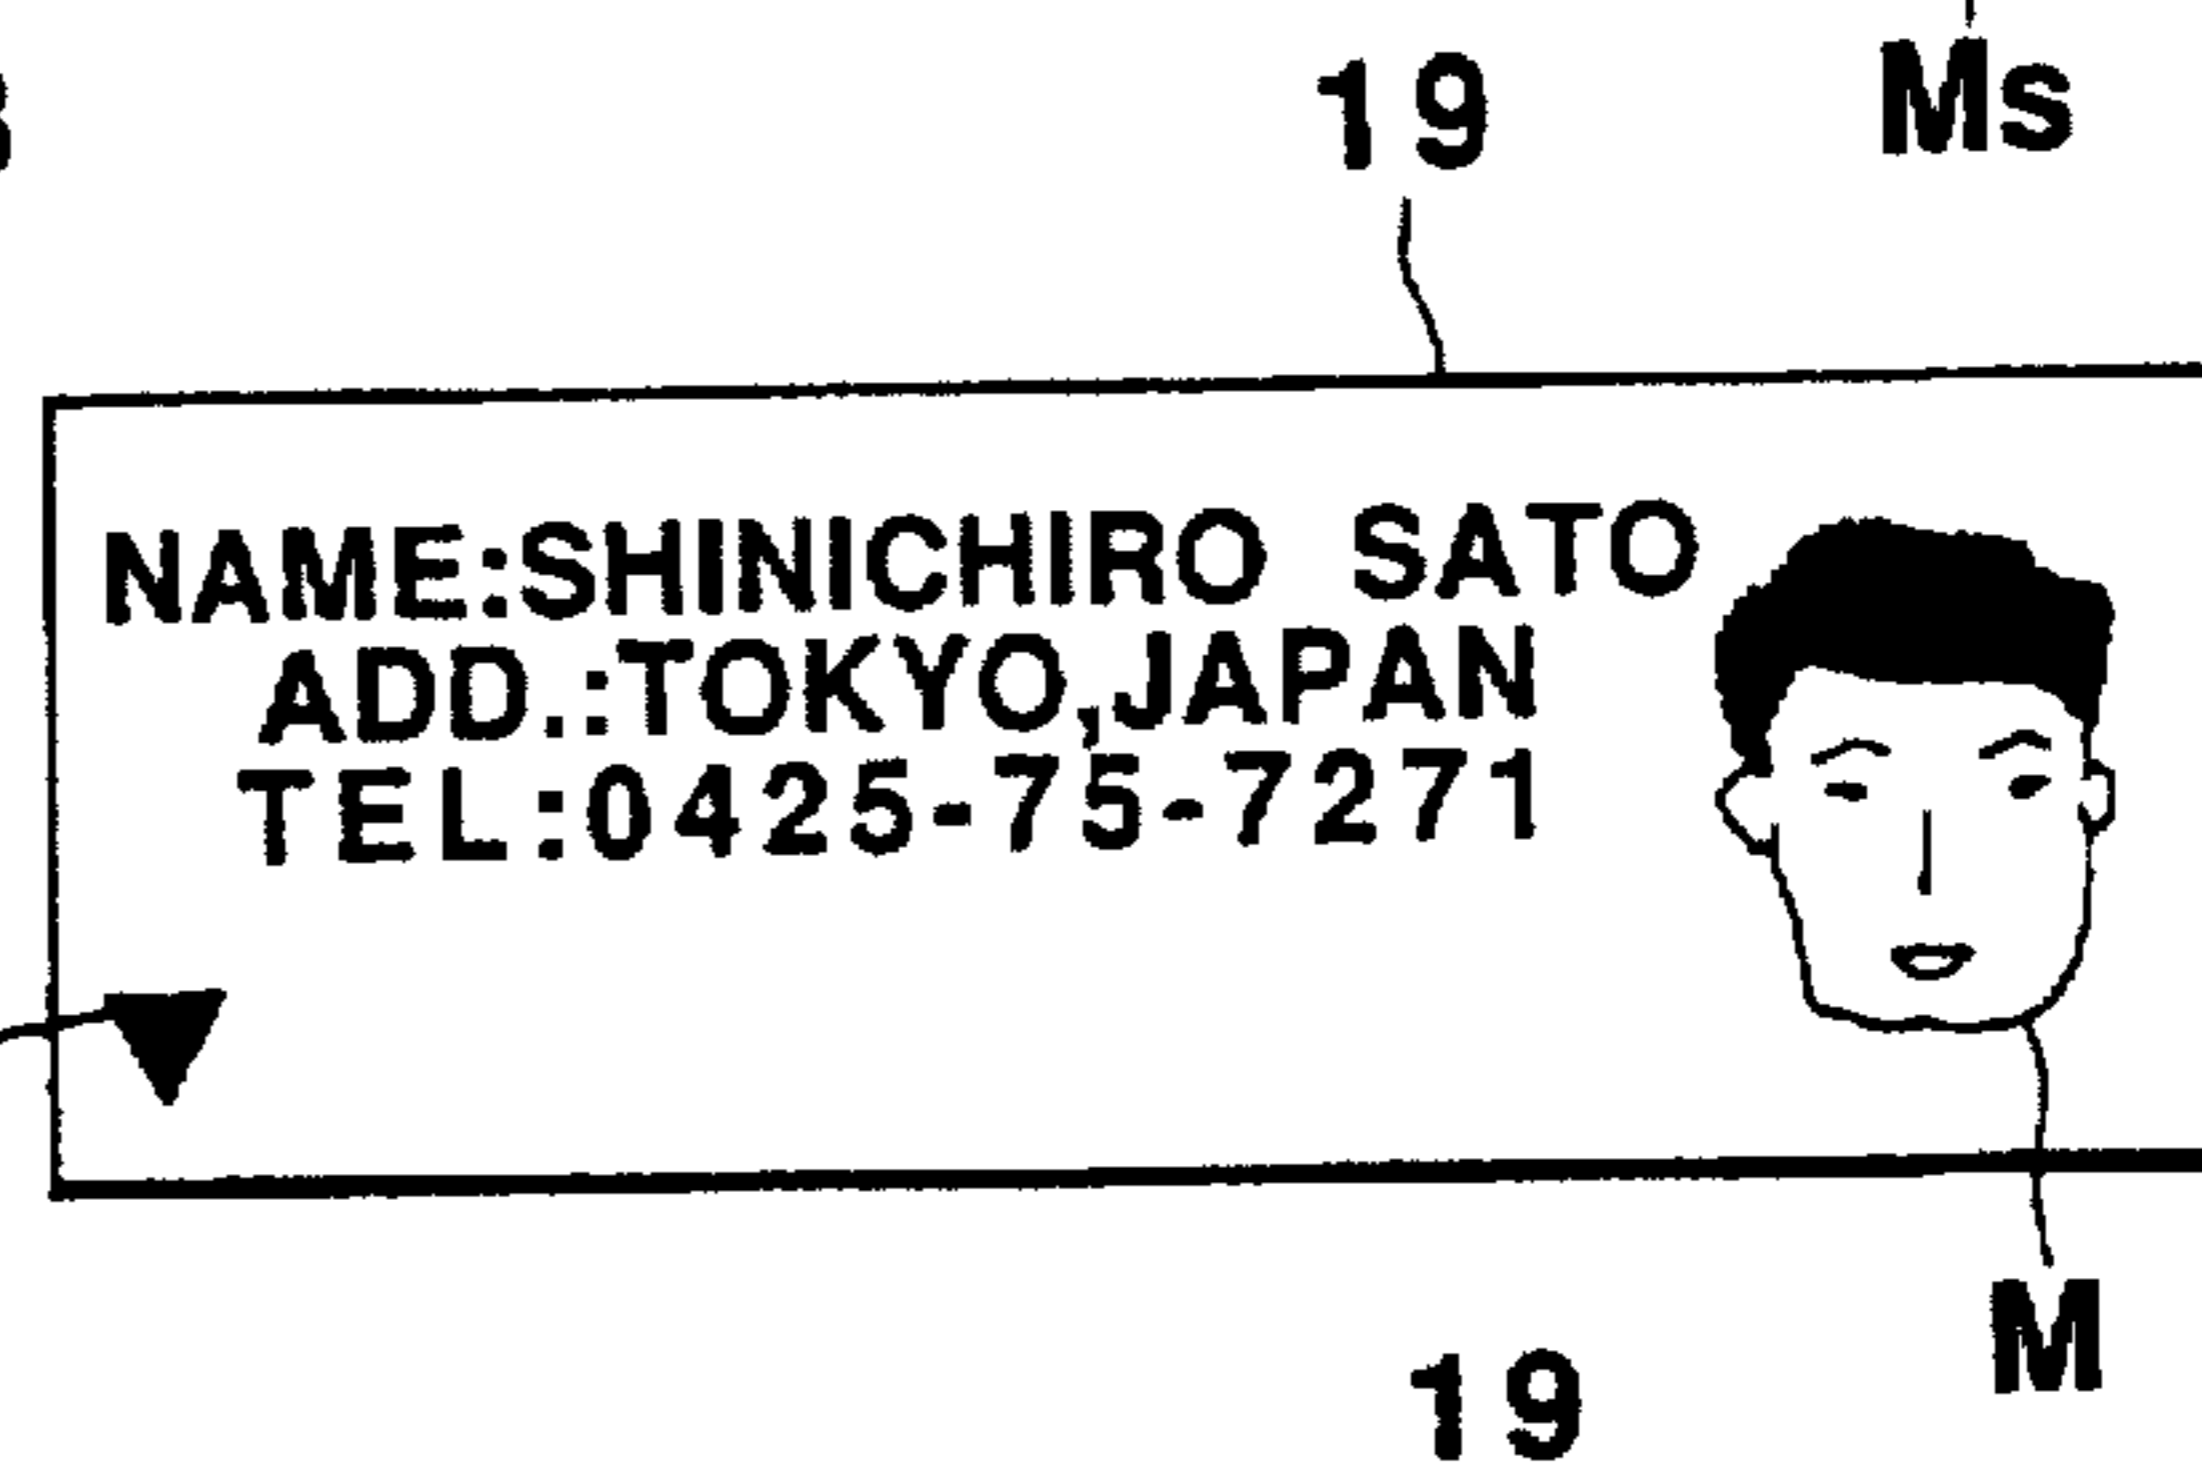 19
Ms
NAME:SHINICHIRO SATO
ADD.:TOKYO,JAPAN
TEL:0425-75-7271
M
19